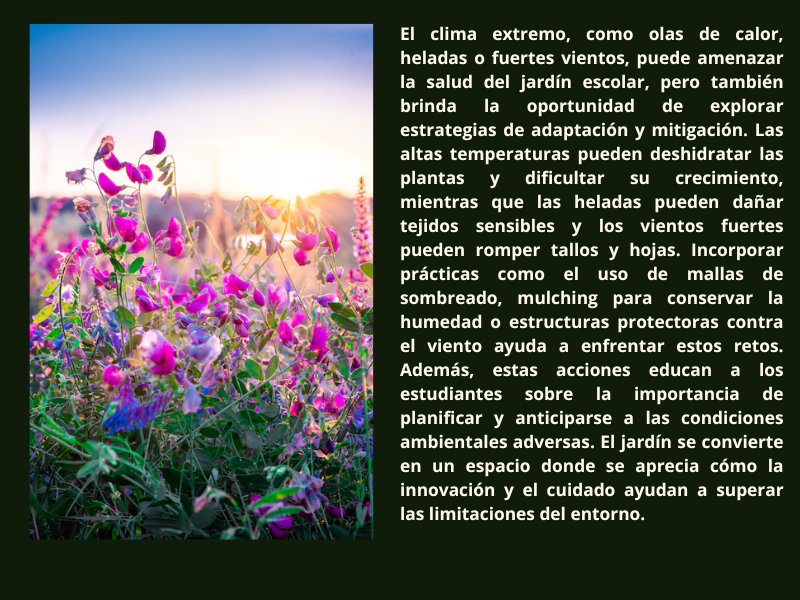 El clima extremo, como olas de calor,
heladas o fuertes vientos, puede amenazar
la salud del jardín escolar, pero también
brinda la oportunidad de explorar
estrategias de adaptación y mitigación. Las
altas temperaturas pueden deshidratar las
plantas y dificultar su crecimiento,
mientras que las heladas pueden dañar
tejidos sensibles y los vientos fuertes
pueden romper tallos y hojas. Incorporar
prácticas como el uso de mallas de
sombreado, mulching para conservar la
humedad o estructuras protectoras contra
el viento ayuda a enfrentar estos retos.
Además, estas acciones educan a los
estudiantes sobre la importancia de
planificar y anticiparse a las condiciones
ambientales adversas. El jardín se convierte
en un espacio donde se aprecia cómo la
innovación y el cuidado ayudan a superar
las limitaciones del entorno.